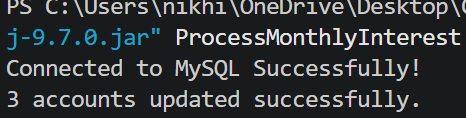 PS C:\Users\nikhi\OneDrive\Desktop\
j-9.7.0.jar" ProcessMonthlyInterest
Connected to MySQL Successfully!
3 accounts updated successfully.